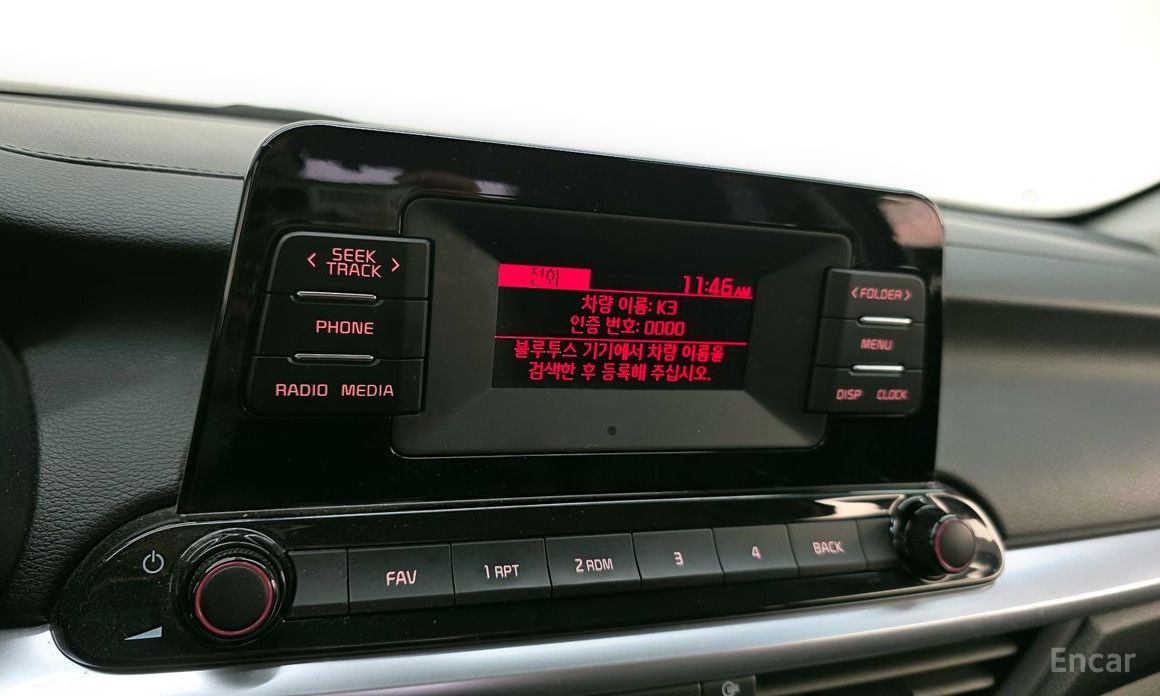 < SEEK >
TRACK
PHONE
RADIO MEDIA
전화 11:46 AM
차량 이름: K3
인증 번호: 0000
블루투스 기기에서 차량 이름을
검색한 후 등록해 주십시오.
< FOLDER >
MENU
DISP CLOCK
FAV
1 RPT
2 RDM
3
4
BACK
Encar